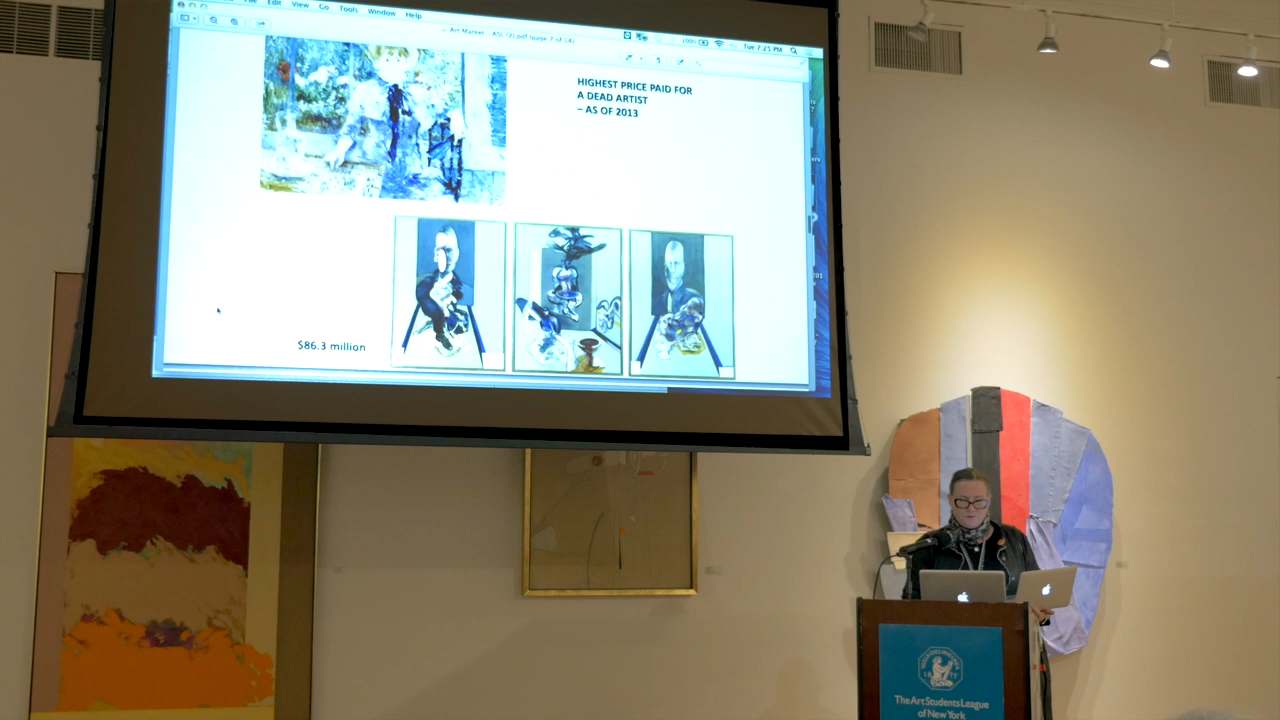 File Edit View Go Tools Window Help
Tue 7:25 PM
HIGHEST PRICE PAID FOR
A DEAD ARTIST
– AS OF 2013
$86.3 million
The Art Students League
of New York